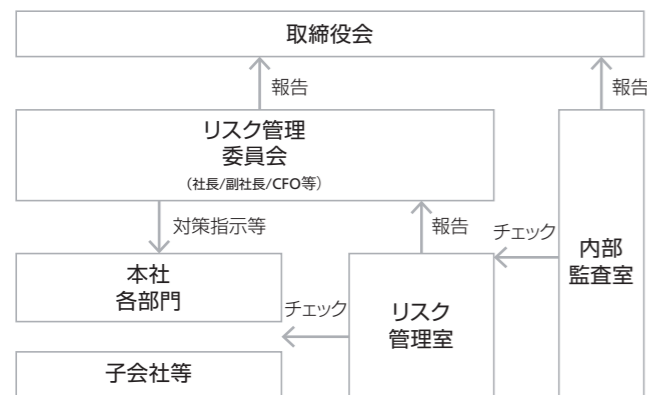 取締役会
報告
報告
リスク管理
委員会
（社長/副社長/CFO等）
対策指示等
報告
チェック
内部
監査室
本社
各部門
チェック
リスク
管理室
子会社等